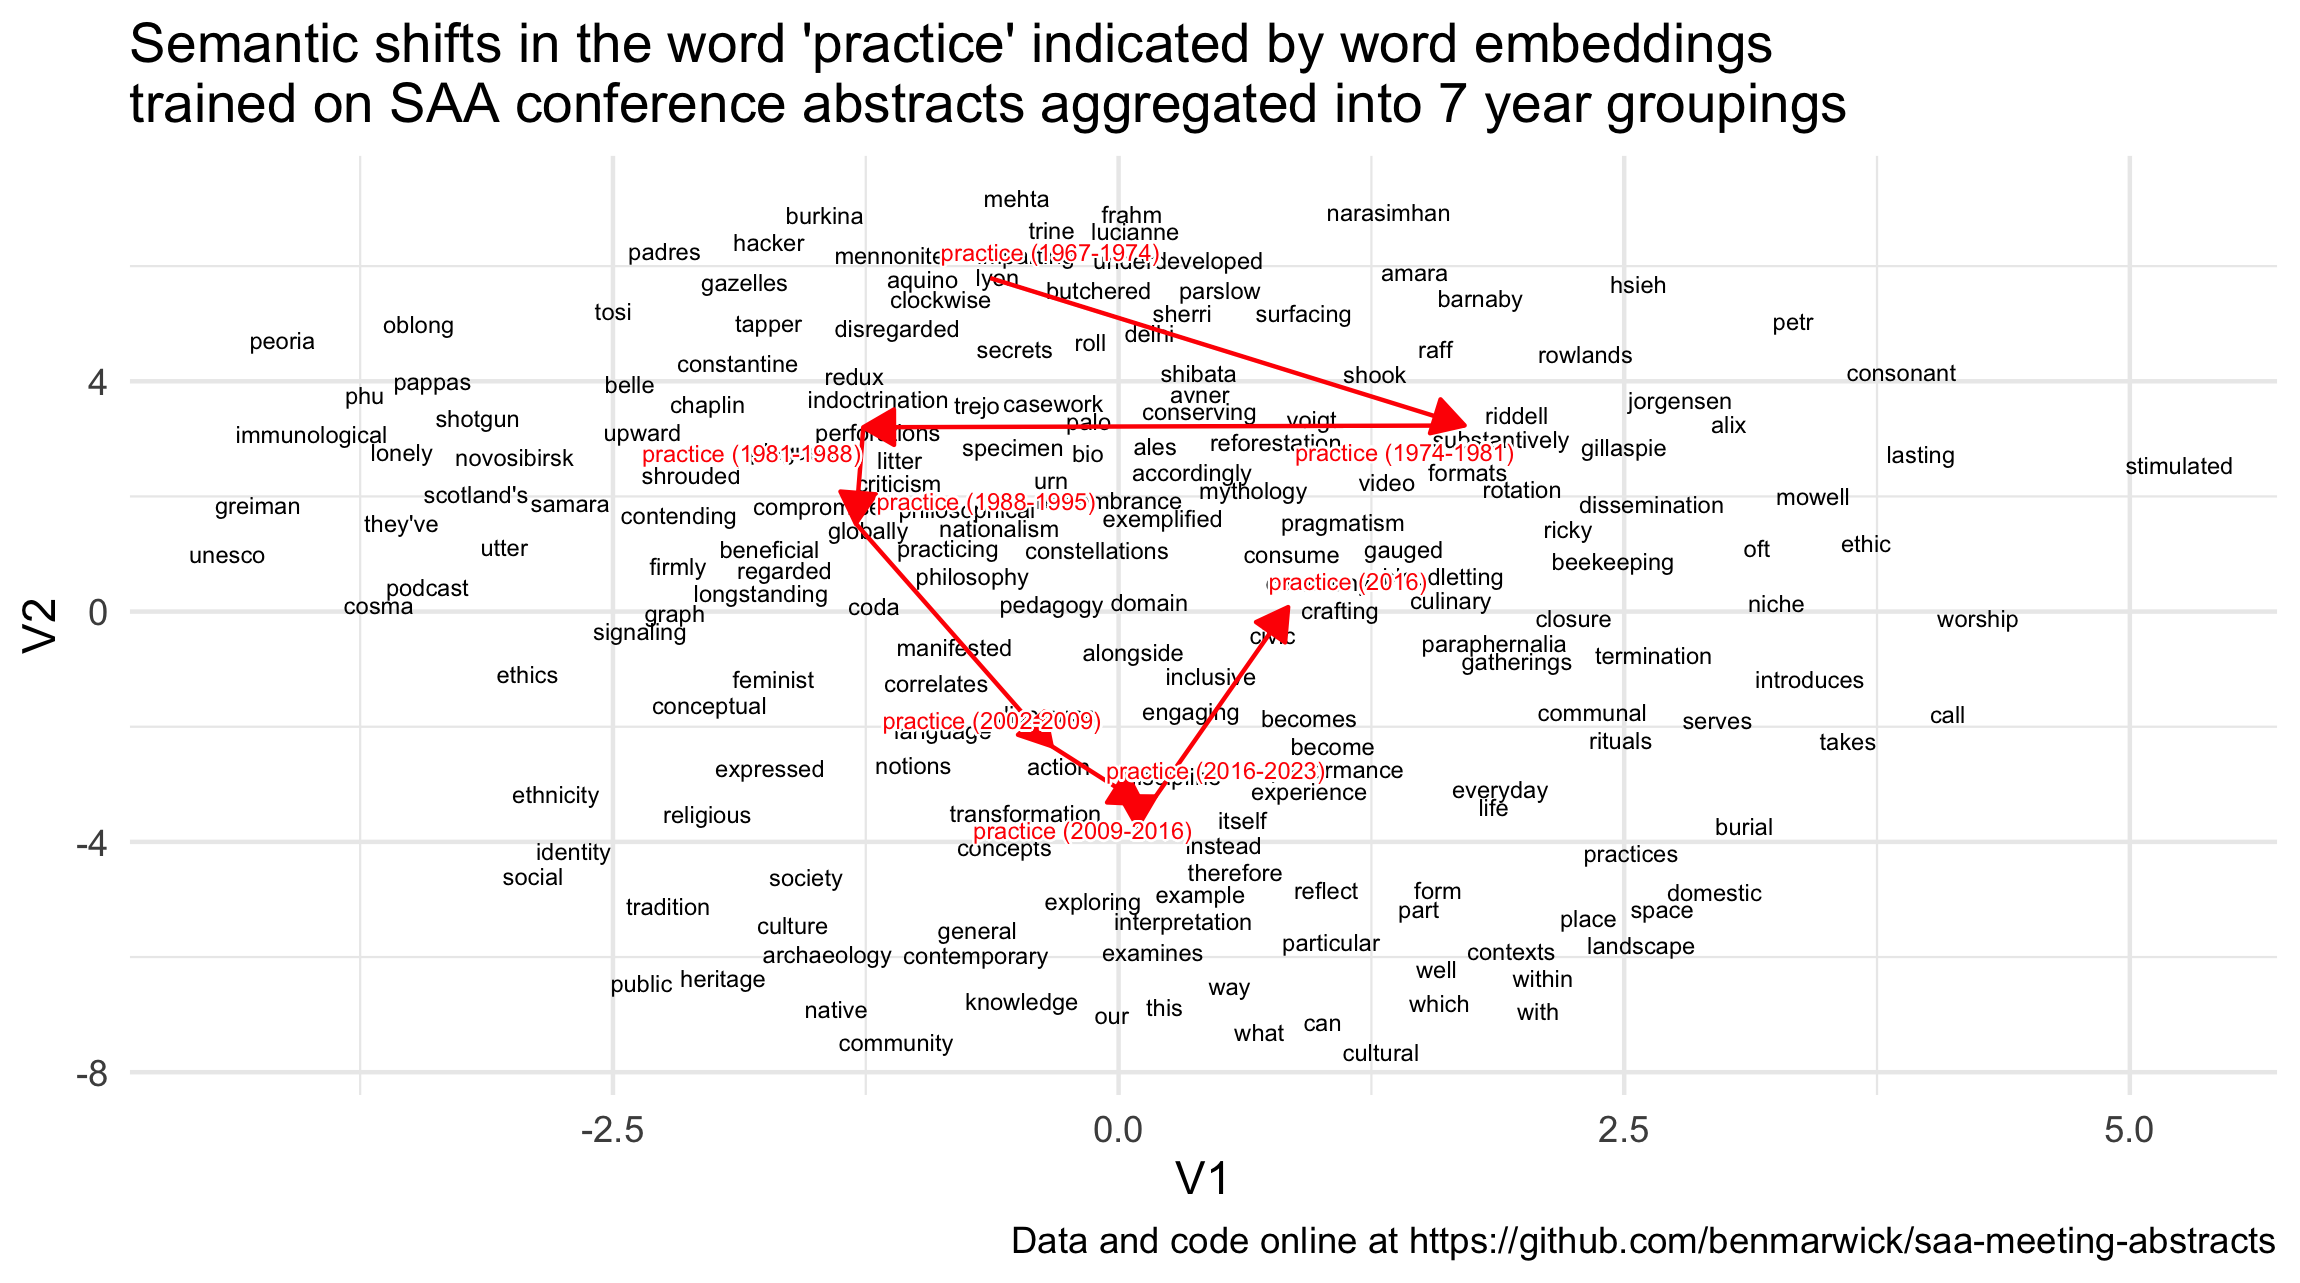 Semantic shifts in the word 'practice' indicated by word embeddings
trained on SAA conference abstracts aggregated into 7 year groupings
mehta
burkina
frahm
narasimhan
trine
lucianne
hacker
padres
mennonite
practice (1967-1974)
underdeveloped
gazelles
aquino
lyon
amara
hsieh
clockwise
butchered
parslow
barnaby
tosi
sherri
surfacing
oblong
tapper
disregarded
delhi
petr
peoria
secrets
roll
raff
rowlands
constantine
redux
shibata
shook
consonant
phu
pappas
belle
indoctrination
avner
chaplin
trejo
casework
conserving
jorgensen
shotgun
palo
voigt
riddell
alix
immunological
upward
perforations
reforestation
substantively
lonely
novosibirsk
practice (1981-1988)
specimen
bio
ales
practice (1974-1981)
gillaspie
lasting
litter
stimulated
shrouded
criticism
urn
accordingly
formats
greiman
scotland's
samara
practice (1988-1995)
mythology
video
rotation
mowell
they've
contending
philosophical
exemplified
dissemination
globally
nationalism
pragmatism
ricky
unesco
utter
beneficial
practicing
constellations
consume
gauged
oft
ethic
firmly
regarded
philosophy
practice (2016)
beekeeping
podcast
longstanding
cosma
graph
coda
pedagogy
domain
crafting
culinary
niche
signaling
civic
closure
worship
manifested
alongside
paraphernalia
gatherings
termination
ethics
feminist
correlates
inclusive
introduces
conceptual
practice (2002-2009)
engaging
becomes
communal
serves
call
language
become
rituals
takes
expressed
notions
action
practice (2016-2023)
ethnicity
experience
everyday
religious
transformation
life
practice (2009-2016)
itself
burial
identity
concepts
instead
practices
social
society
therefore
tradition
exploring
example
reflect
form
domestic
culture
general
interpretation
part
place
space
archaeology
contemporary
examines
particular
contexts
landscape
public
heritage
way
well
within
native
knowledge
our
this
which
with
community
what
can
cultural
4
0
-4
-8
V2
-2.5
0.0
2.5
5.0
V1
Data and code online at https://github.com/benmarwick/saa-meeting-abstracts